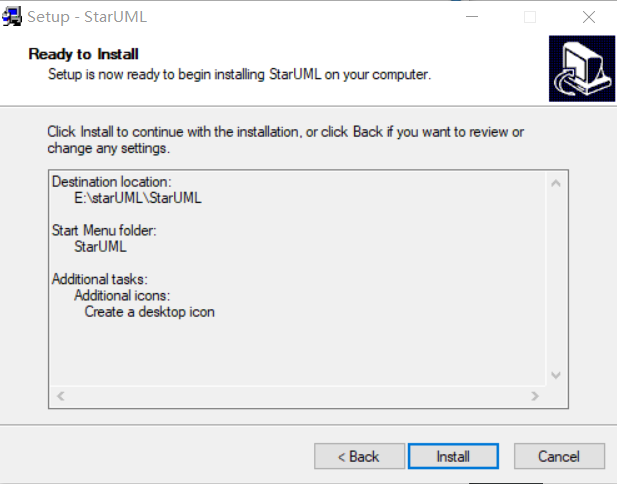 Setup - StarUML
Ready to Install
Setup is now ready to begin installing StarUML on your computer.
Click Install to continue with the installation, or click Back if you want to review or
change any settings.
Destination location:
E:\starUML\StarUML
Start Menu folder:
StarUML
Additional tasks:
Additional icons:
Create a desktop icon
< Back
Install
Cancel